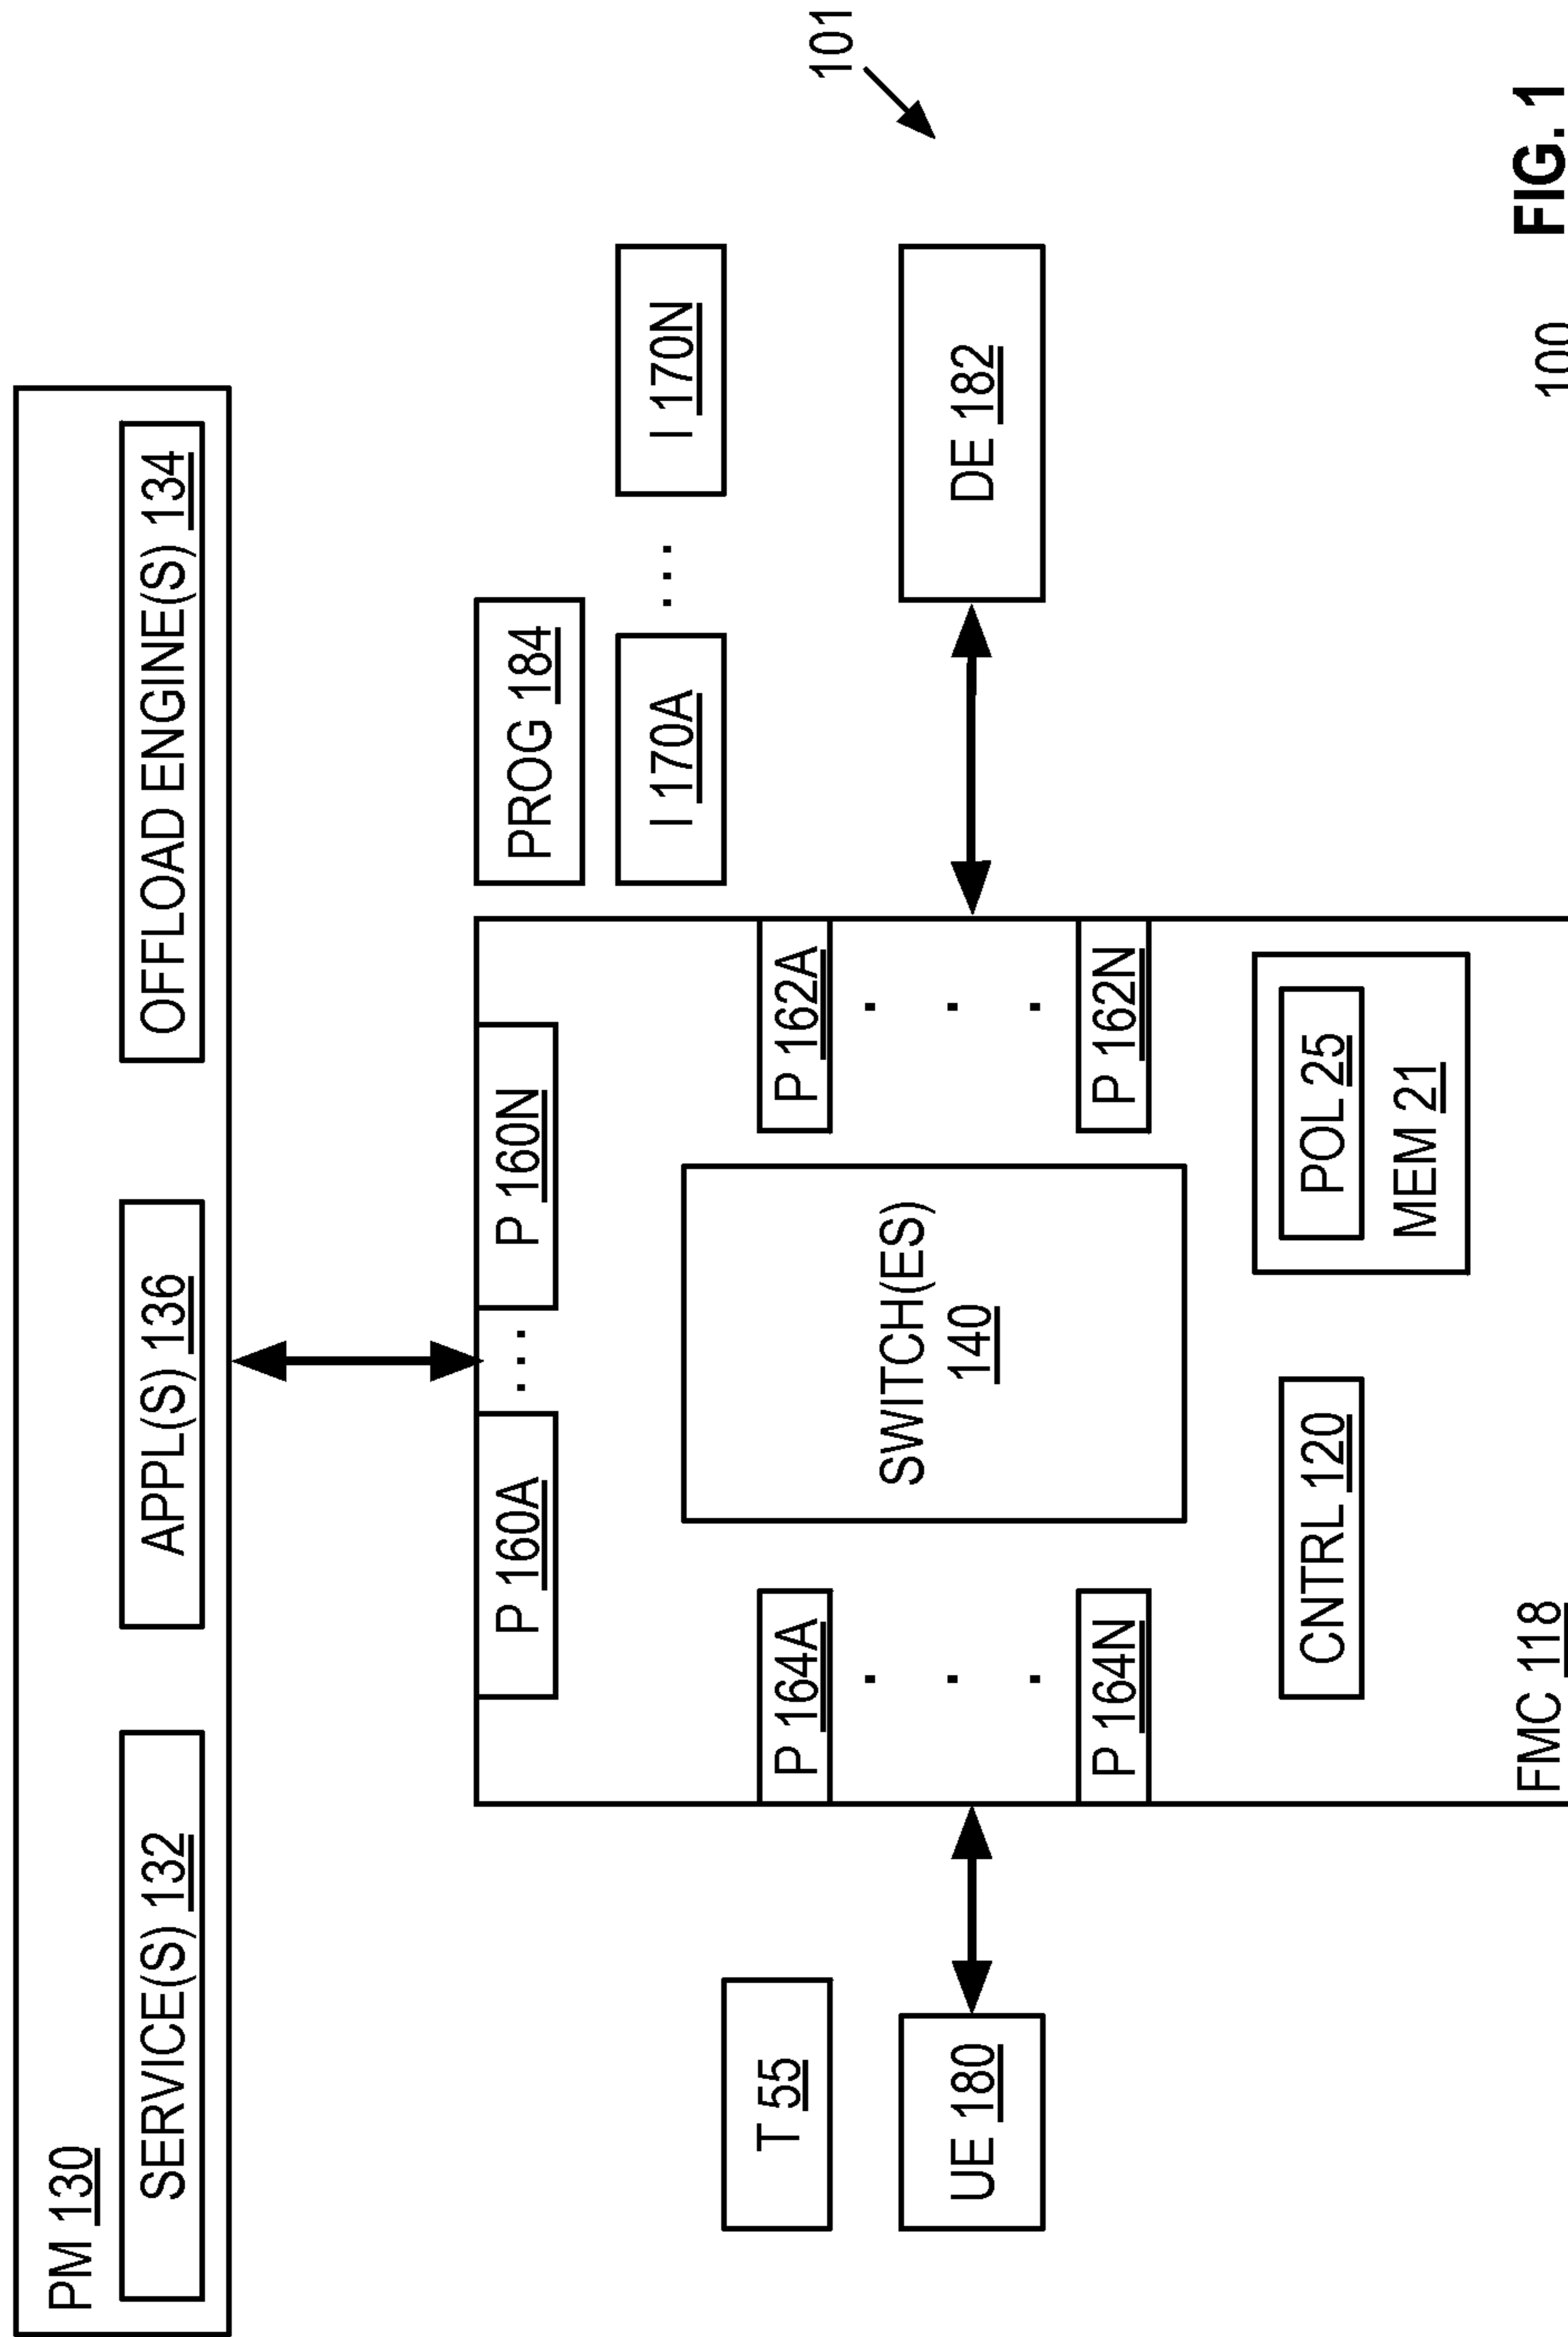 PM 130
SERVICE(S) 132
APPL(S) 136
OFFLOAD ENGINE(S) 134
P 160A
...
P 160N
PROG 184
I 170A
...
I 170N
T 55
UE 180
P 164A
.
.
.
P 164N
SWITCH(ES)
140
P 162A
.
.
.
P 162N
DE 182
101
CNTRL 120
POL 25
MEM 21
FMC 118
100
FIG. 1